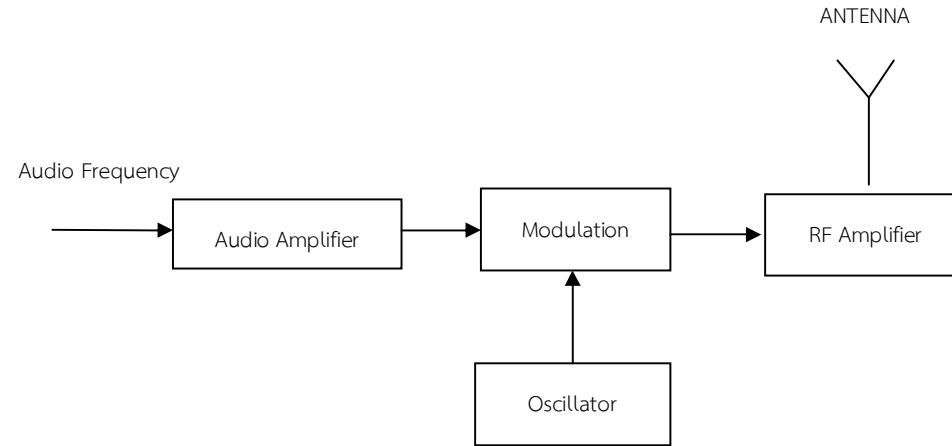 ANTENNA
Audio Frequency
Audio Amplifier
Modulation
RF Amplifier
Oscillator